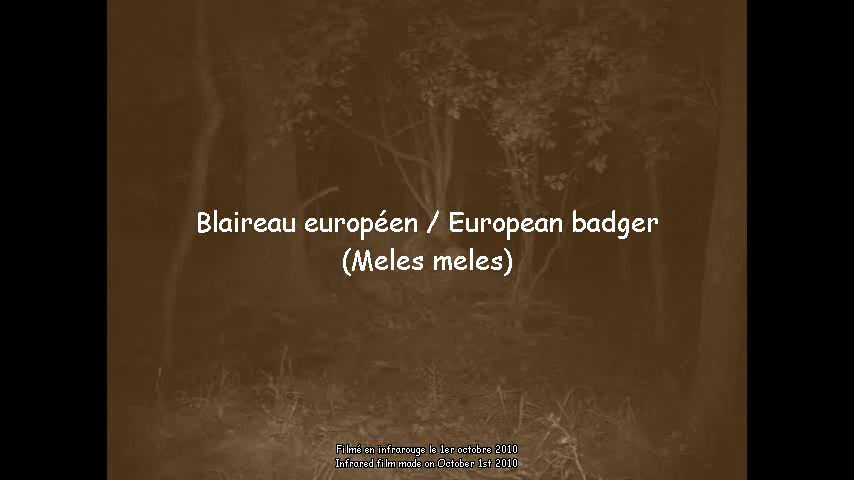 Blaireau européen / European badger
(Meles meles)
Filmé en infrarouge le 1er octobre 2010
Infrared film made on October 1st 2010